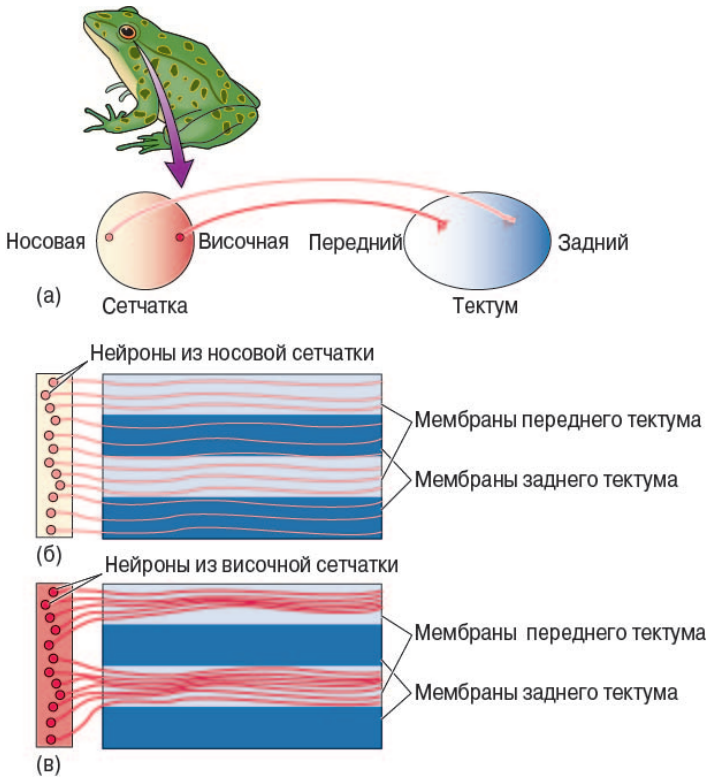 Носовая
Височная
Передний
Задний
(а)
Сетчатка
Тектум
Нейроны из носовой сетчатки
Мембраны переднего тектума
Мембраны заднего тектума
(б)
Нейроны из височной сетчатки
Мембраны переднего тектума
Мембраны заднего тектума
(в)